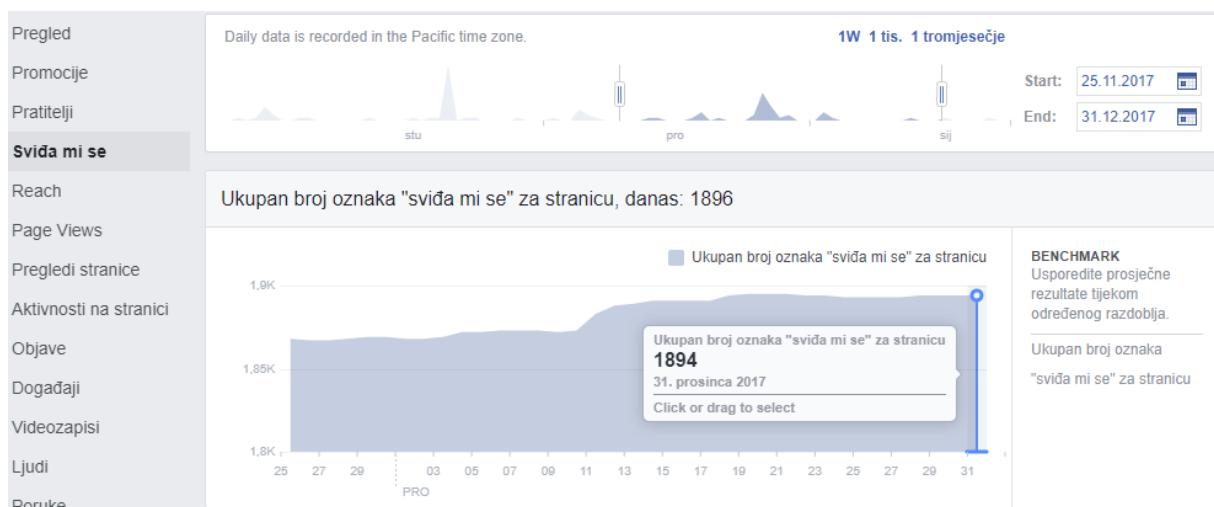 Pregled
Promocije
Pratitelji
Sviđa mi se
Reach
Page Views
Pregledi stranice
Aktivnosti na stranici
Objave
Događaji
Videozapisi
Ljudi
Poruke
Daily data is recorded in the Pacific time zone.
1W 1 tis. 1 tromjesečje
stu pro sij
Start: 25.11.2017
End: 31.12.2017
Ukupan broj oznaka "sviđa mi se" za stranicu, danas: 1896
Ukupan broj oznaka "sviđa mi se" za stranicu
1,9K
1,85K
1,8K
Ukupan broj oznaka "sviđa mi se" za stranicu
1894
31. prosinca 2017
Click or drag to select
25 27 29 03 05 07 09 11 13 15 17 19 21 23 25 27 29 31
PRO
BENCHMARK
Usporedite prosječne
rezultate tijekom
određenog razdoblja.
Ukupan broj oznaka
"sviđa mi se" za stranicu